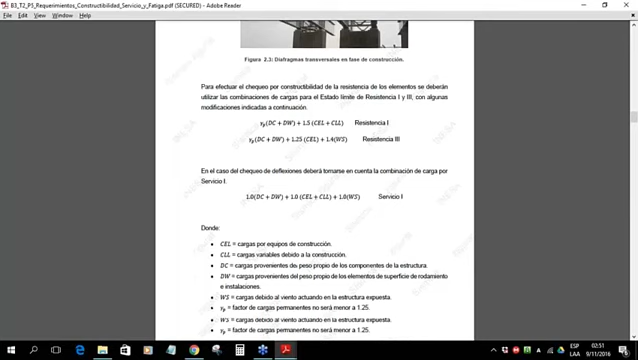 B3_T2_P3_Requerimientos_Constructibilidad_Servicio_y_Fatiga.pdf (SECURED) - Adobe Reader
File Edit View Window Help
Figura 2.3: Diafragmas transversales en fase de construcción.
Para efectuar el chequeo por constructibilidad de la resistencia de los elementos se deberán
utilizar las combinaciones de cargas para el Estado límite de Resistencia I y III, con algunas
modificaciones indicadas a continuación.
γp(DC + DW) + 1.5 (CEL + CLL) Resistencia I
γp(DC + DW) + 1.25 (CEL) + 1.4(WS) Resistencia III
En el caso del chequeo de deflexiones deberá tomarse en cuenta la combinación de carga por
Servicio I.
1.0(DC + DW) + 1.0 (CEL + CLL) + 1.0(WS) Servicio I
Donde:
• CEL = cargas por equipos de construcción.
• CLL = cargas variables debido a la construcción.
• DC = cargas provenientes de peso propio de los componentes de la estructura.
• DW = cargas provenientes del peso propio de los elementos de superficie de rodamiento
e instalaciones.
• WS = cargas debido al viento actuando en la estructura expuesta.
• γp = factor de cargas permanentes no será menor a 1.25.
• WS = cargas debido al viento actuando en la estructura expuesta.
• γp = factor de cargas permanentes no será menor a 1.25.
ESP 02:51
LAA 9/11/2016